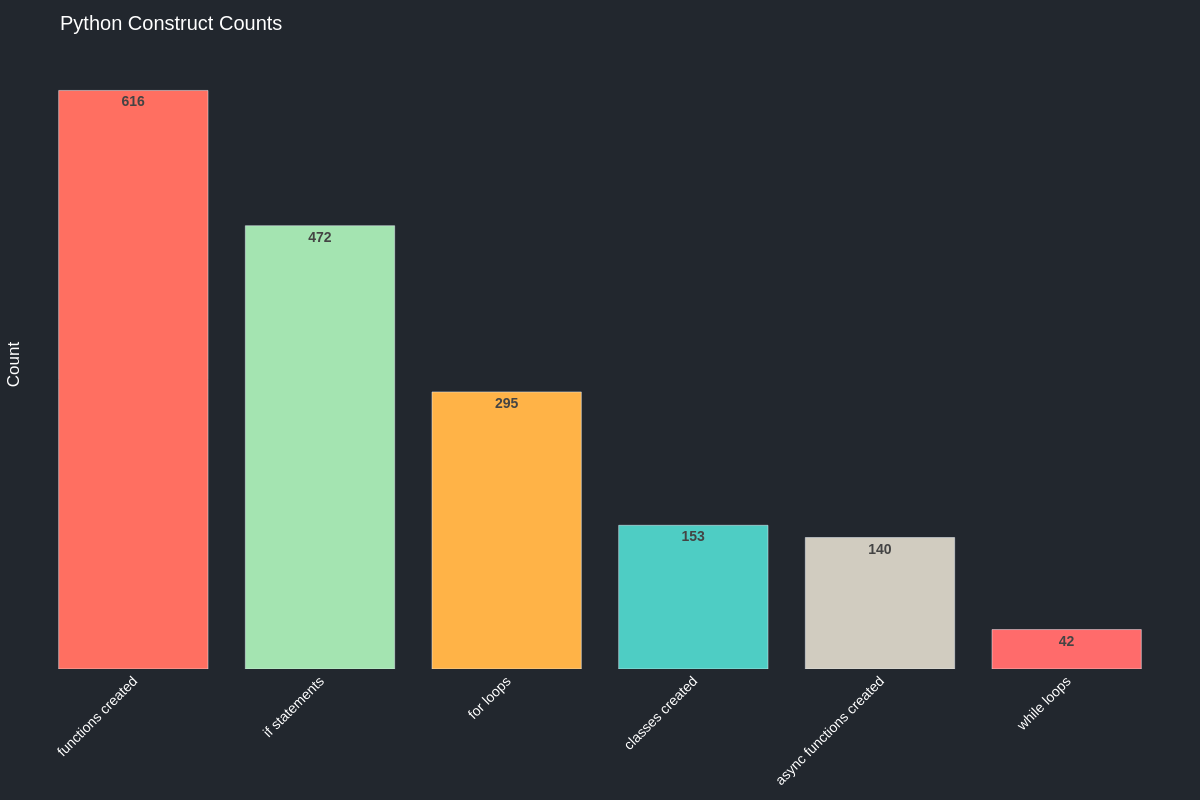 Python Construct Counts
616
472
295
153
140
42
Count
functions created
if statements
for loops
classes created
async functions created
while loops